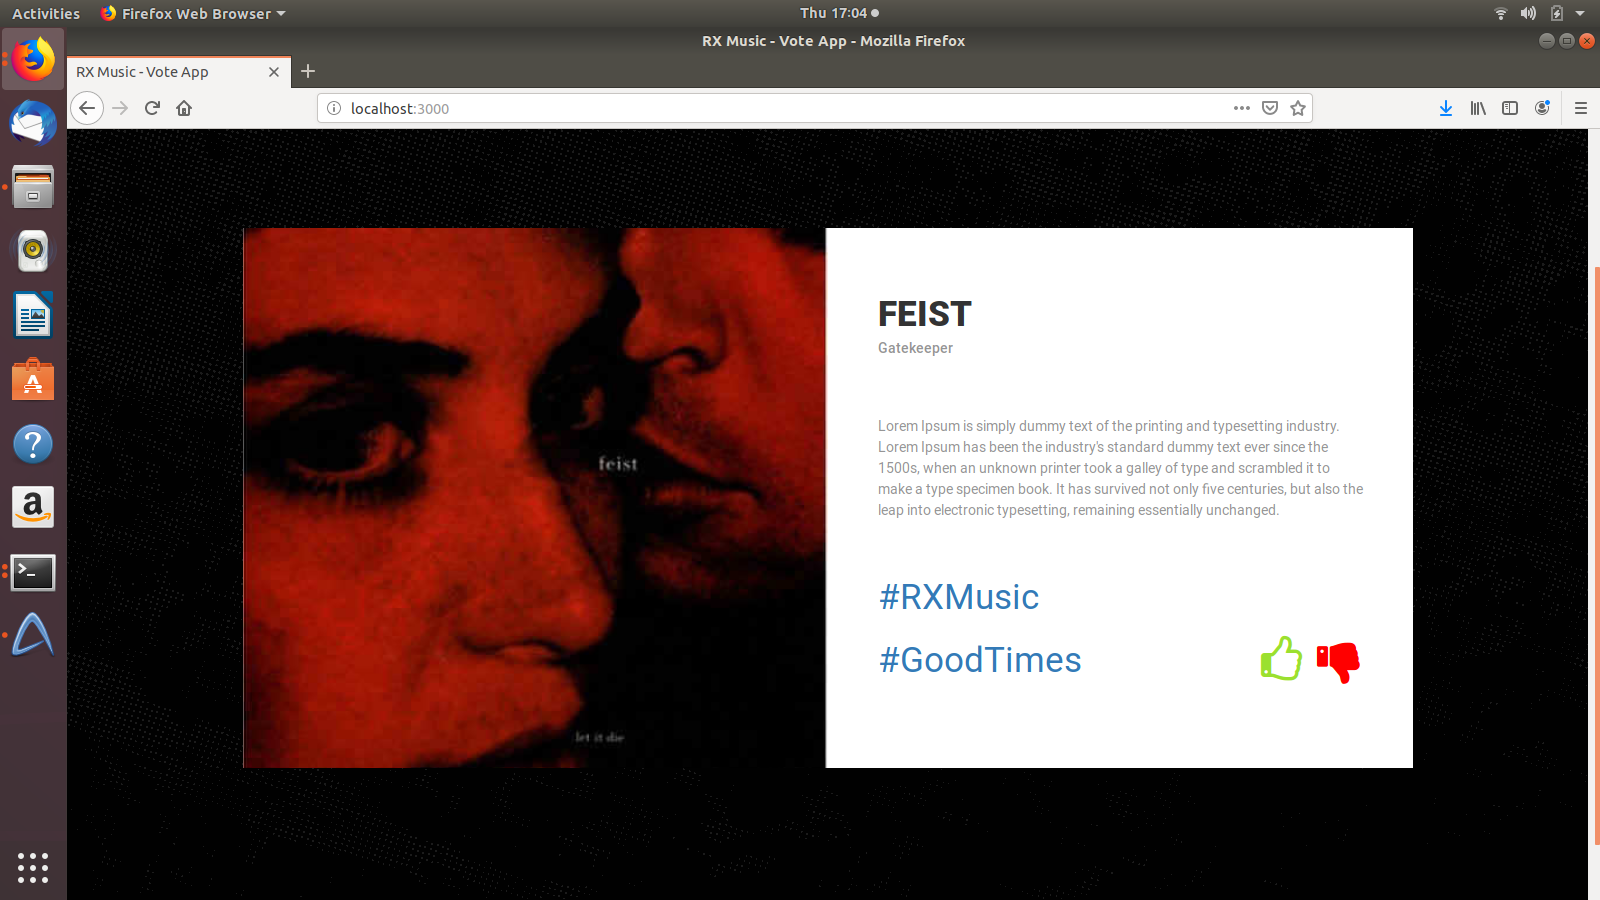 Activities
Firefox Web Browser
Thu 17:04
RX Music - Vote App - Mozilla Firefox
RX Music - Vote App
localhost:3000
FEIST
Gatekeeper
feist
let it die
Lorem Ipsum is simply dummy text of the printing and typesetting industry.
Lorem Ipsum has been the industry's standard dummy text ever since the
1500s, when an unknown printer took a galley of type and scrambled it to
make a type specimen book. It has survived not only five centuries, but also the
leap into electronic typesetting, remaining essentially unchanged.
#RXMusic
#GoodTimes